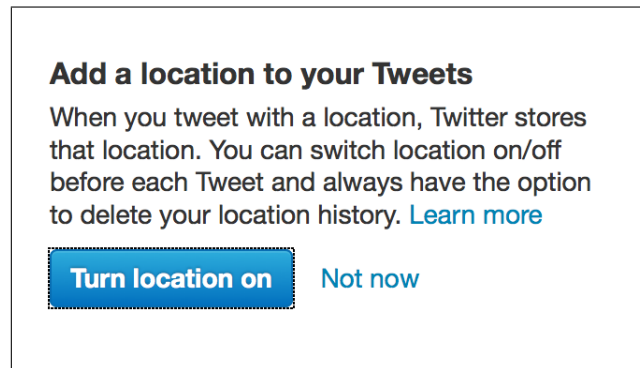 Add a location to your Tweets
When you tweet with a location, Twitter stores
that location. You can switch location on/off
before each Tweet and always have the option
to delete your location history. Learn more
Turn location on Not now